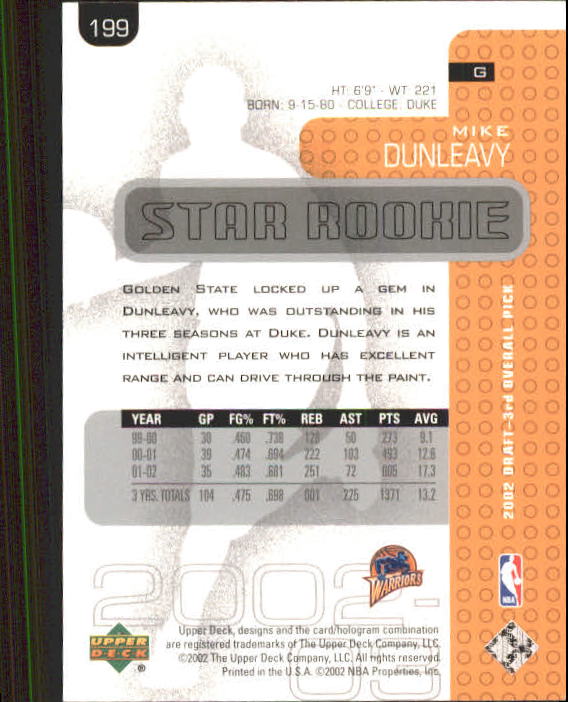 199
G
HT: 6'9" - WT: 221
BORN: 9-15-80 - COLLEGE: DUKE
MIKE
DUNLEAVY
STAR ROOKIE
GOLDEN STATE LOCKED UP A GEM IN
DUNLEAVY, WHO WAS OUTSTANDING IN HIS
THREE SEASONS AT DUKE. DUNLEAVY IS AN
INTELLIGENT PLAYER WHO HAS EXCELLENT
RANGE AND CAN DRIVE THROUGH THE PAINT.
2002 DRAFT-3rd OVERALL PICK
YEAR GP FG% FT% REB AST PTS AVG
99-00 30 .460 .738 128 50 273 9.1
00-01 39 .474 .694 222 103 493 12.6
01-02 35 .483 .681 251 72 605 17.3
3 YRS. TOTALS 104 .475 .698 601 225 1371 13.2
WARRIORS
NBA
2002-
03
UPPER
DECK
®
Upper Deck, designs and the card/hologram combination
are registered trademarks of The Upper Deck Company, LLC.
©2002 The Upper Deck Company, LLC. All rights reserved.
Printed in the U.S.A. ©2002 NBA Properties, Inc.